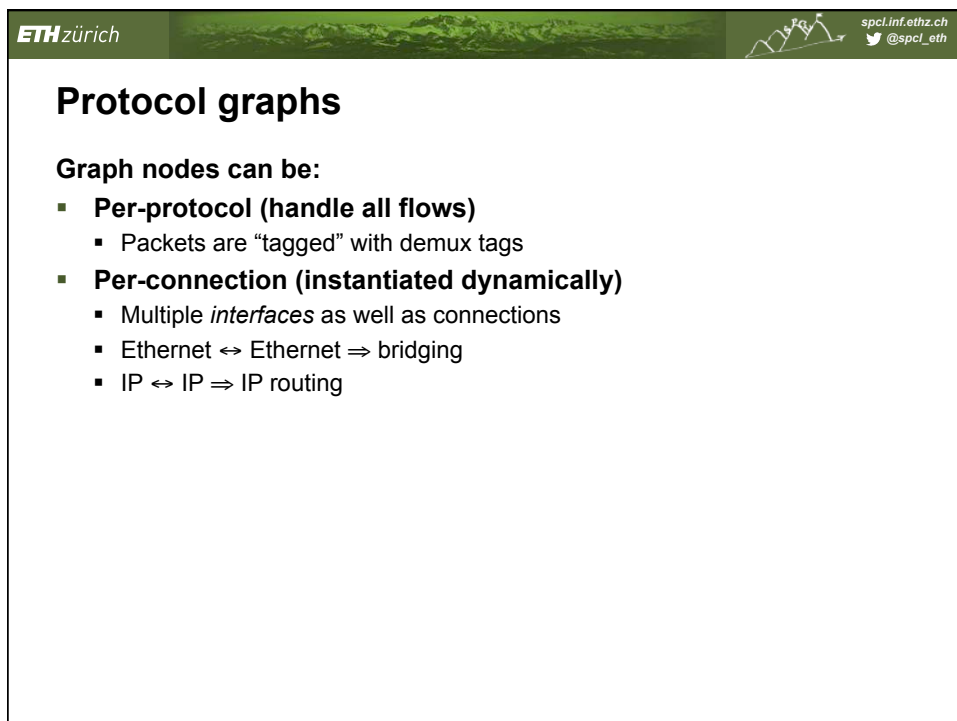 ETH zürich
spcl.inf.ethz.ch
@spcl_eth
Protocol graphs
Graph nodes can be:
▪ Per-protocol (handle all flows)
▪ Packets are “tagged” with demux tags
▪ Per-connection (instantiated dynamically)
▪ Multiple interfaces as well as connections
▪ Ethernet ↔ Ethernet ⇒ bridging
▪ IP ↔ IP ⇒ IP routing